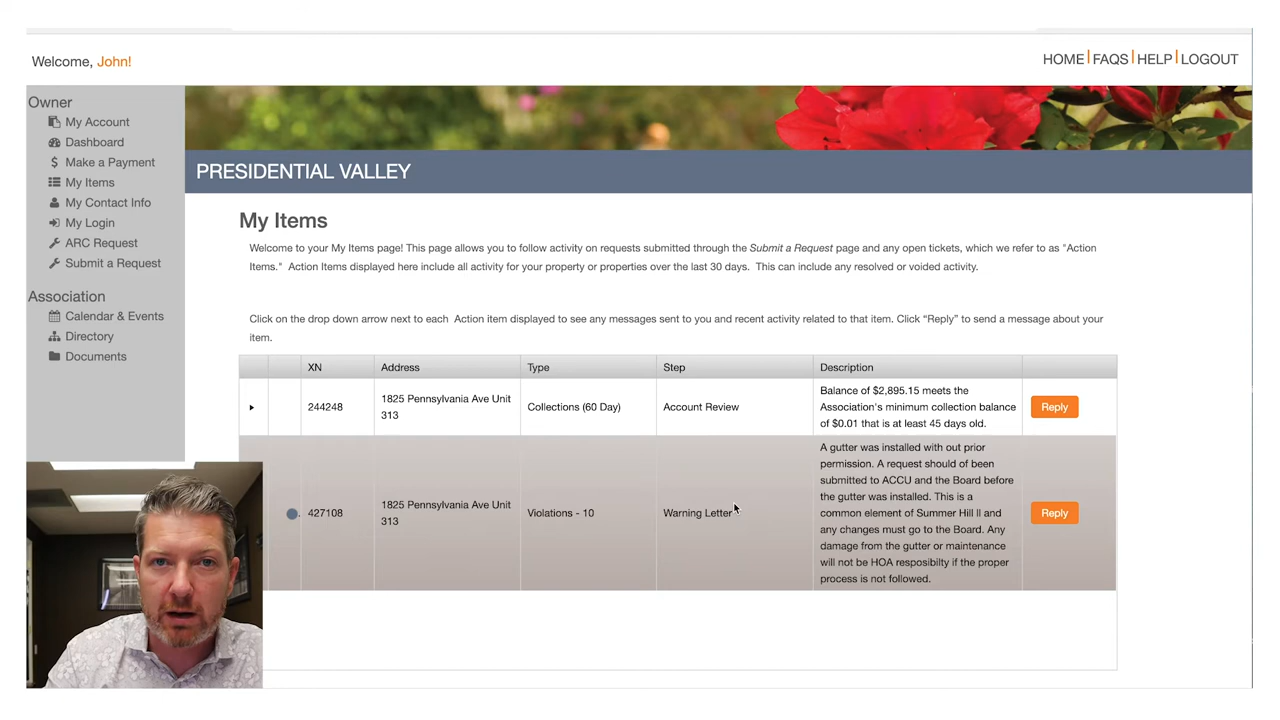 Welcome, John!
HOME FAQS HELP LOGOUT
Owner
My Account
Dashboard
Make a Payment
My Items
My Contact Info
My Login
ARC Request
Submit a Request
Association
Calendar & Events
Directory
Documents
PRESIDENTIAL VALLEY
My Items
Welcome to your My Items page! This page allows you to follow activity on requests submitted through the Submit a Request page and any open tickets, which we refer to as "Action
Items." Action Items displayed here include all activity for your property or properties over the last 30 days. This can include any resolved or voided activity.
Click on the drop down arrow next to each Action item displayed to see any messages sent to you and recent activity related to that item. Click “Reply” to send a message about your
item.
XN Address Type Step Description
244248
1825 Pennsylvania Ave Unit
313
Collections (60 Day)
Account Review
Balance of $2,895.15 meets the
Association's minimum collection balance
of $0.01 that is at least 45 days old.
Reply
427108
1825 Pennsylvania Ave Unit
313
Violations - 10
Warning Letter
A gutter was installed with out prior
permission. A request should of been
submitted to ACCU and the Board before
the gutter was installed. This is a
common element of Summer Hill II and
any changes must go to the Board. Any
damage from the gutter or maintenance
will not be HOA resposibilty if the proper
process is not followed.
Reply